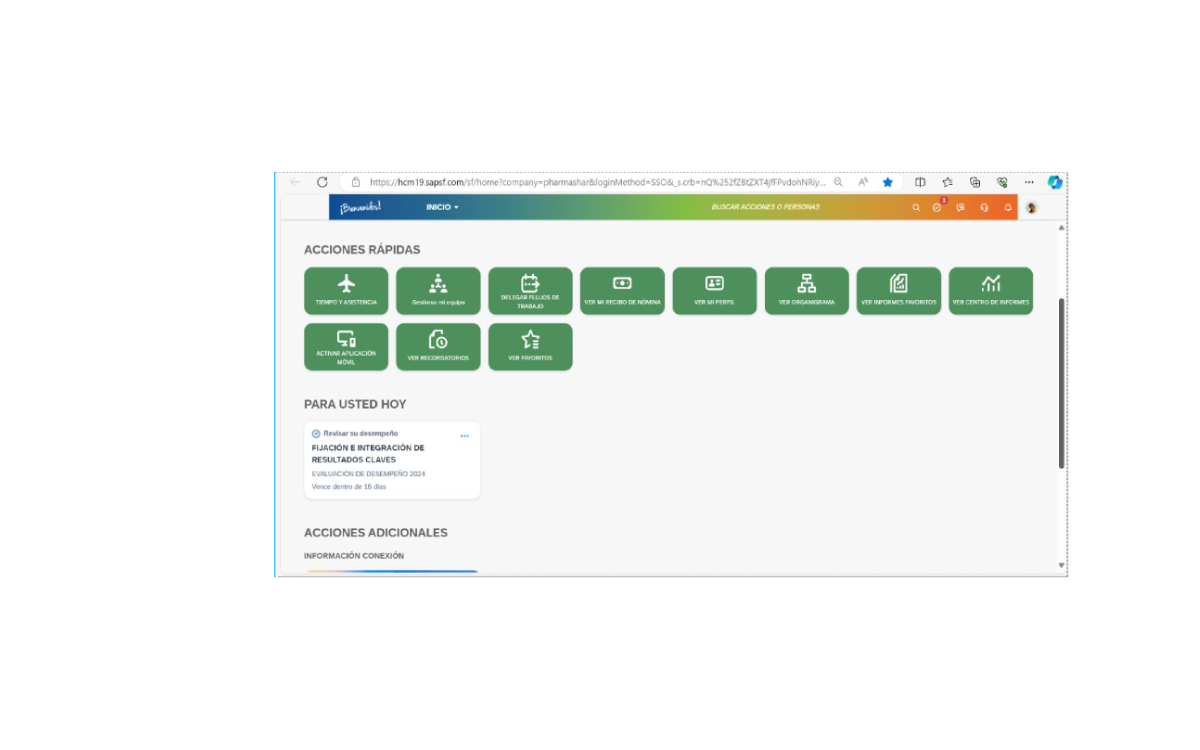 https://hcm19.sapsf.com/sf/home?company=pharmashar&loginMethod=SSO&_s.crb=nQ%252fZBtZXT4jfFPvdohNRiy...
¡Bienvenidos!
INICIO
BUSCAR ACCIONES O PERSONAS
3
ACCIONES RÁPIDAS
TIEMPO Y ASISTENCIA
Gestionar mi equipo
DELEGAR FLUJOS DE
TRABAJO
VER MI RECIBO DE NÓMINA
VER MI PERFIL
VER ORGANIGRAMA
VER INFORMES FAVORITOS
VER CENTRO DE INFORMES
ACTIVAR APLICACIÓN
MÓVIL
VER RECORDATORIOS
VER FAVORITOS
PARA USTED HOY
Revisar su desempeño
FIJACIÓN E INTEGRACIÓN DE
RESULTADOS CLAVES
EVALUACIÓN DE DESEMPEÑO 2024
Vence dentro de 16 días
ACCIONES ADICIONALES
INFORMACIÓN CONEXIÓN